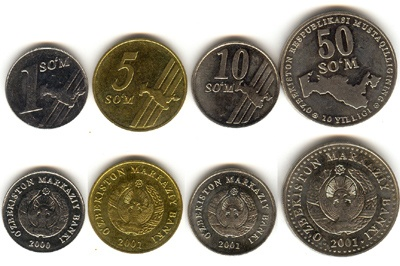 1
SO'M
5
SO'M
10
SO'M
O'ZBEKISTON RESPUBLIKASI MUSTAQILLIGINING
50
SO'M
10 YILLIGI
O'ZBEKISTON MARKAZIY BANKI
2000
O'ZBEKISTON MARKAZIY BANKI
2001
O'ZBEKISTON MARKAZIY BANKI
2001
O'ZBEKISTON MARKAZIY BANKI
2001